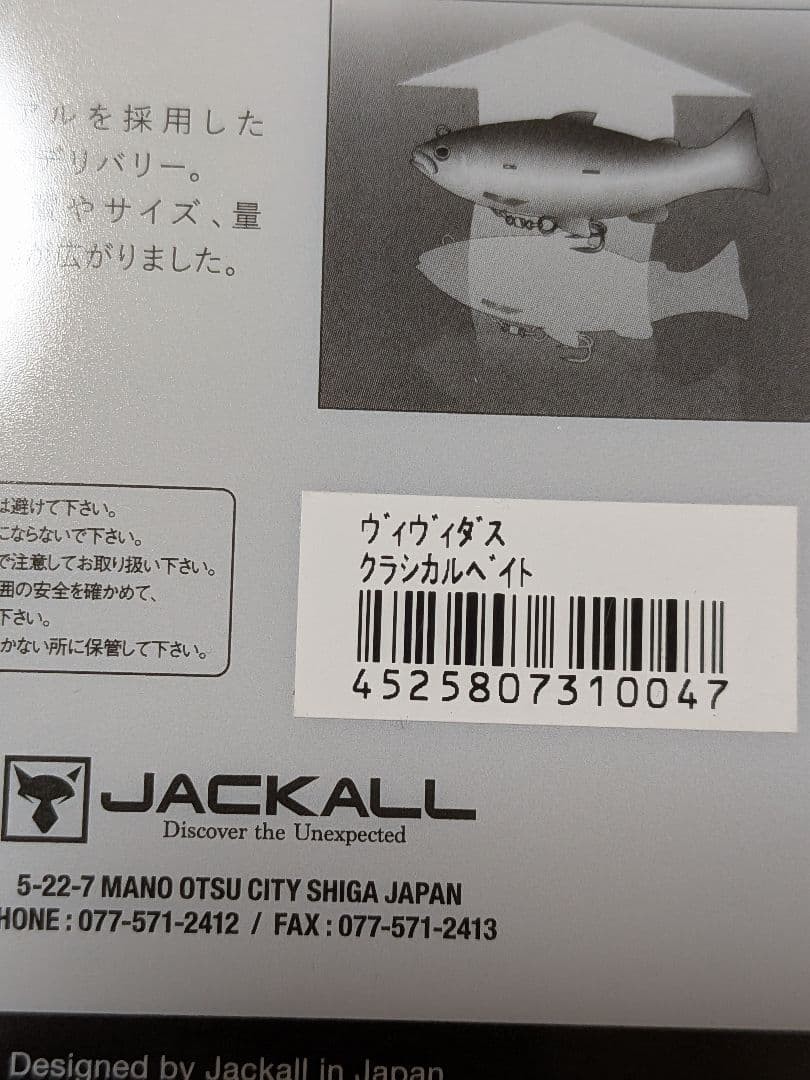 アルを採用した
デリバリー。
やサイズ、量
が広がりました。
は避けて下さい。
にならないで下さい。
で注意してお取り扱い下さい。
囲の安全を確かめて、
下さい。
かない所に保管して下さい。
ヴィヴィダス
クラシカルベイト
4525807310047
JACKALL
Discover the Unexpected
5-22-7 MANO OTSU CITY SHIGA JAPAN
HONE : 077-571-2412 / FAX : 077-571-2413
Designed by Jackall in Japan